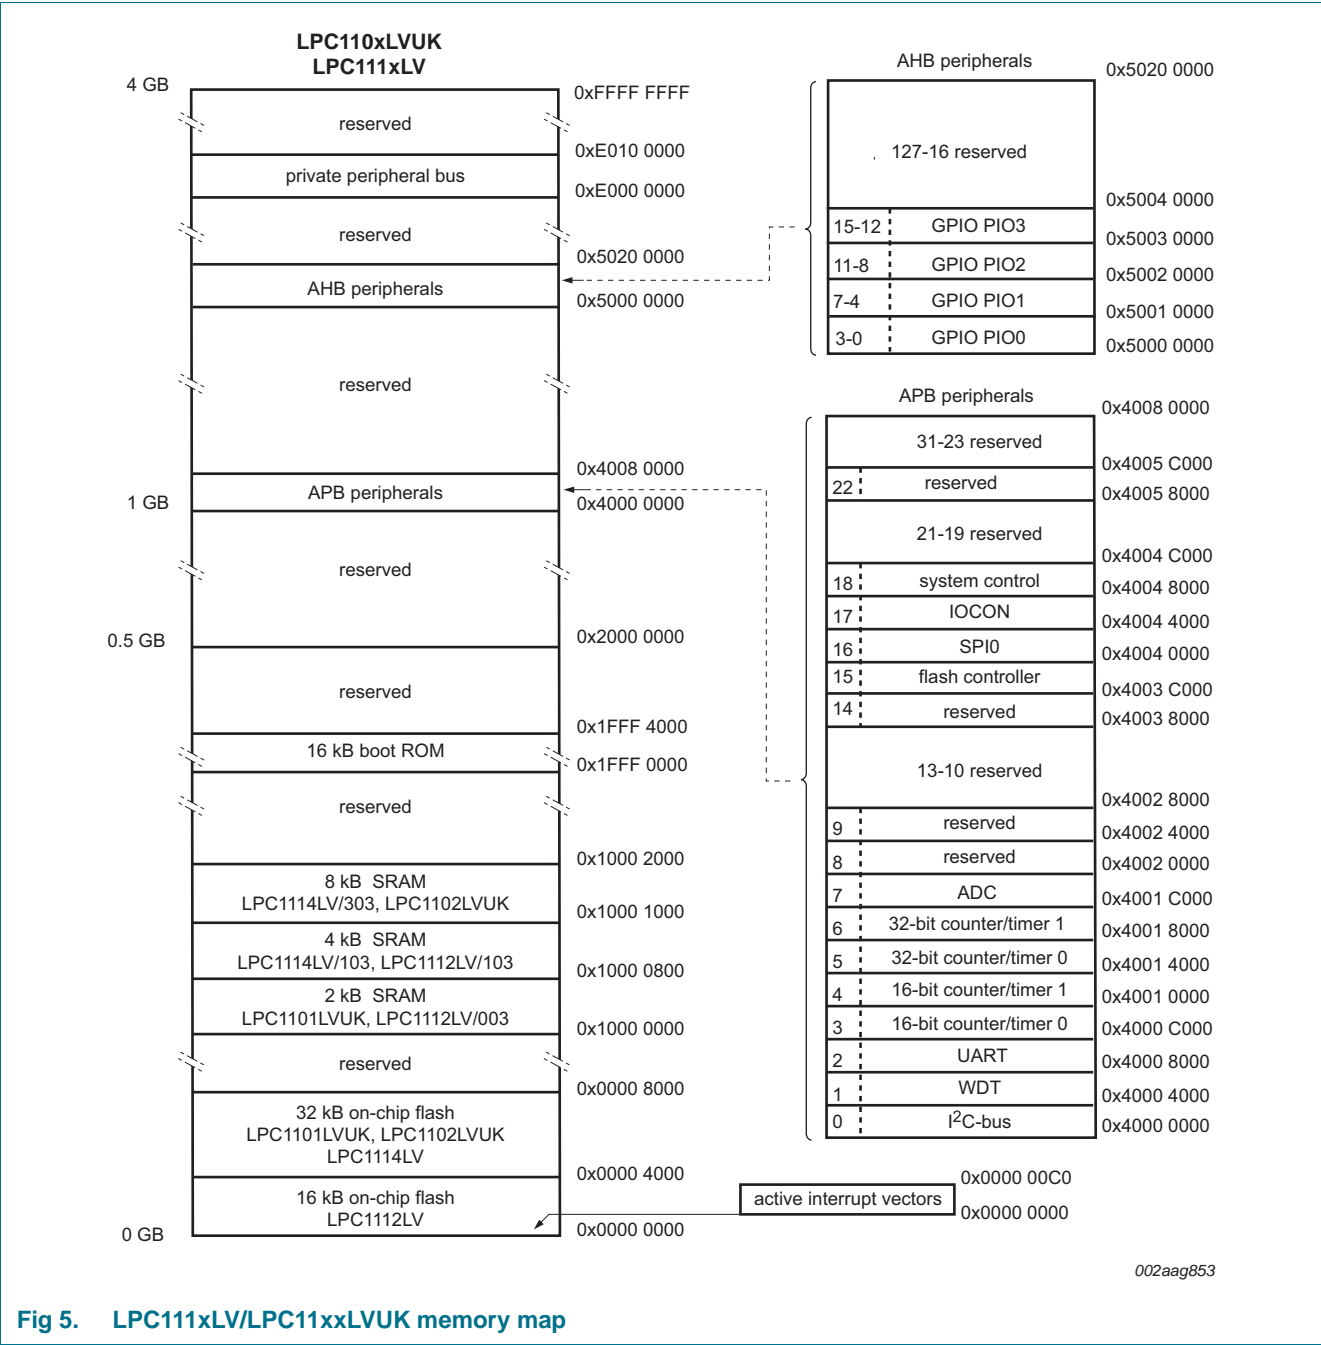 LPC110xLVUK
LPC111xLV
4 GB
0xFFFF FFFF
reserved
0xE010 0000
private peripheral bus
0xE000 0000
reserved
0x5020 0000
AHB peripherals
0x5000 0000
reserved
0x4008 0000
APB peripherals
1 GB
0x4000 0000
reserved
0.5 GB
0x2000 0000
reserved
0x1FFF 4000
16 kB boot ROM
0x1FFF 0000
reserved
0x1000 2000
8 kB SRAM
LPC1114LV/303, LPC1102LVUK
0x1000 1000
4 kB SRAM
LPC1114LV/103, LPC1112LV/103
0x1000 0800
2 kB SRAM
LPC1101LVUK, LPC1112LV/003
0x1000 0000
reserved
0x0000 8000
32 kB on-chip flash
LPC1101LVUK, LPC1102LVUK
LPC1114LV
0x0000 4000
16 kB on-chip flash
LPC1112LV
0 GB
0x0000 0000
AHB peripherals
0x5020 0000
127-16 reserved
0x5004 0000
15-12 GPIO PIO3
0x5003 0000
11-8 GPIO PIO2
0x5002 0000
7-4 GPIO PIO1
0x5001 0000
3-0 GPIO PIO0
0x5000 0000
APB peripherals
0x4008 0000
31-23 reserved
0x4005 C000
22 reserved
0x4005 8000
21-19 reserved
0x4004 C000
18 system control
0x4004 8000
17 IOCON
0x4004 4000
16 SPI0
0x4004 0000
15 flash controller
0x4003 C000
14 reserved
0x4003 8000
13-10 reserved
0x4002 8000
9 reserved
0x4002 4000
8 reserved
0x4002 0000
7 ADC
0x4001 C000
6 32-bit counter/timer 1
0x4001 8000
5 32-bit counter/timer 0
0x4001 4000
4 16-bit counter/timer 1
0x4001 0000
3 16-bit counter/timer 0
0x4000 C000
2 UART
0x4000 8000
1 WDT
0x4000 4000
0 I2C-bus
0x4000 0000
0x0000 00C0
active interrupt vectors
0x0000 0000
002aag853
Fig 5. LPC111xLV/LPC11xxLVUK memory map